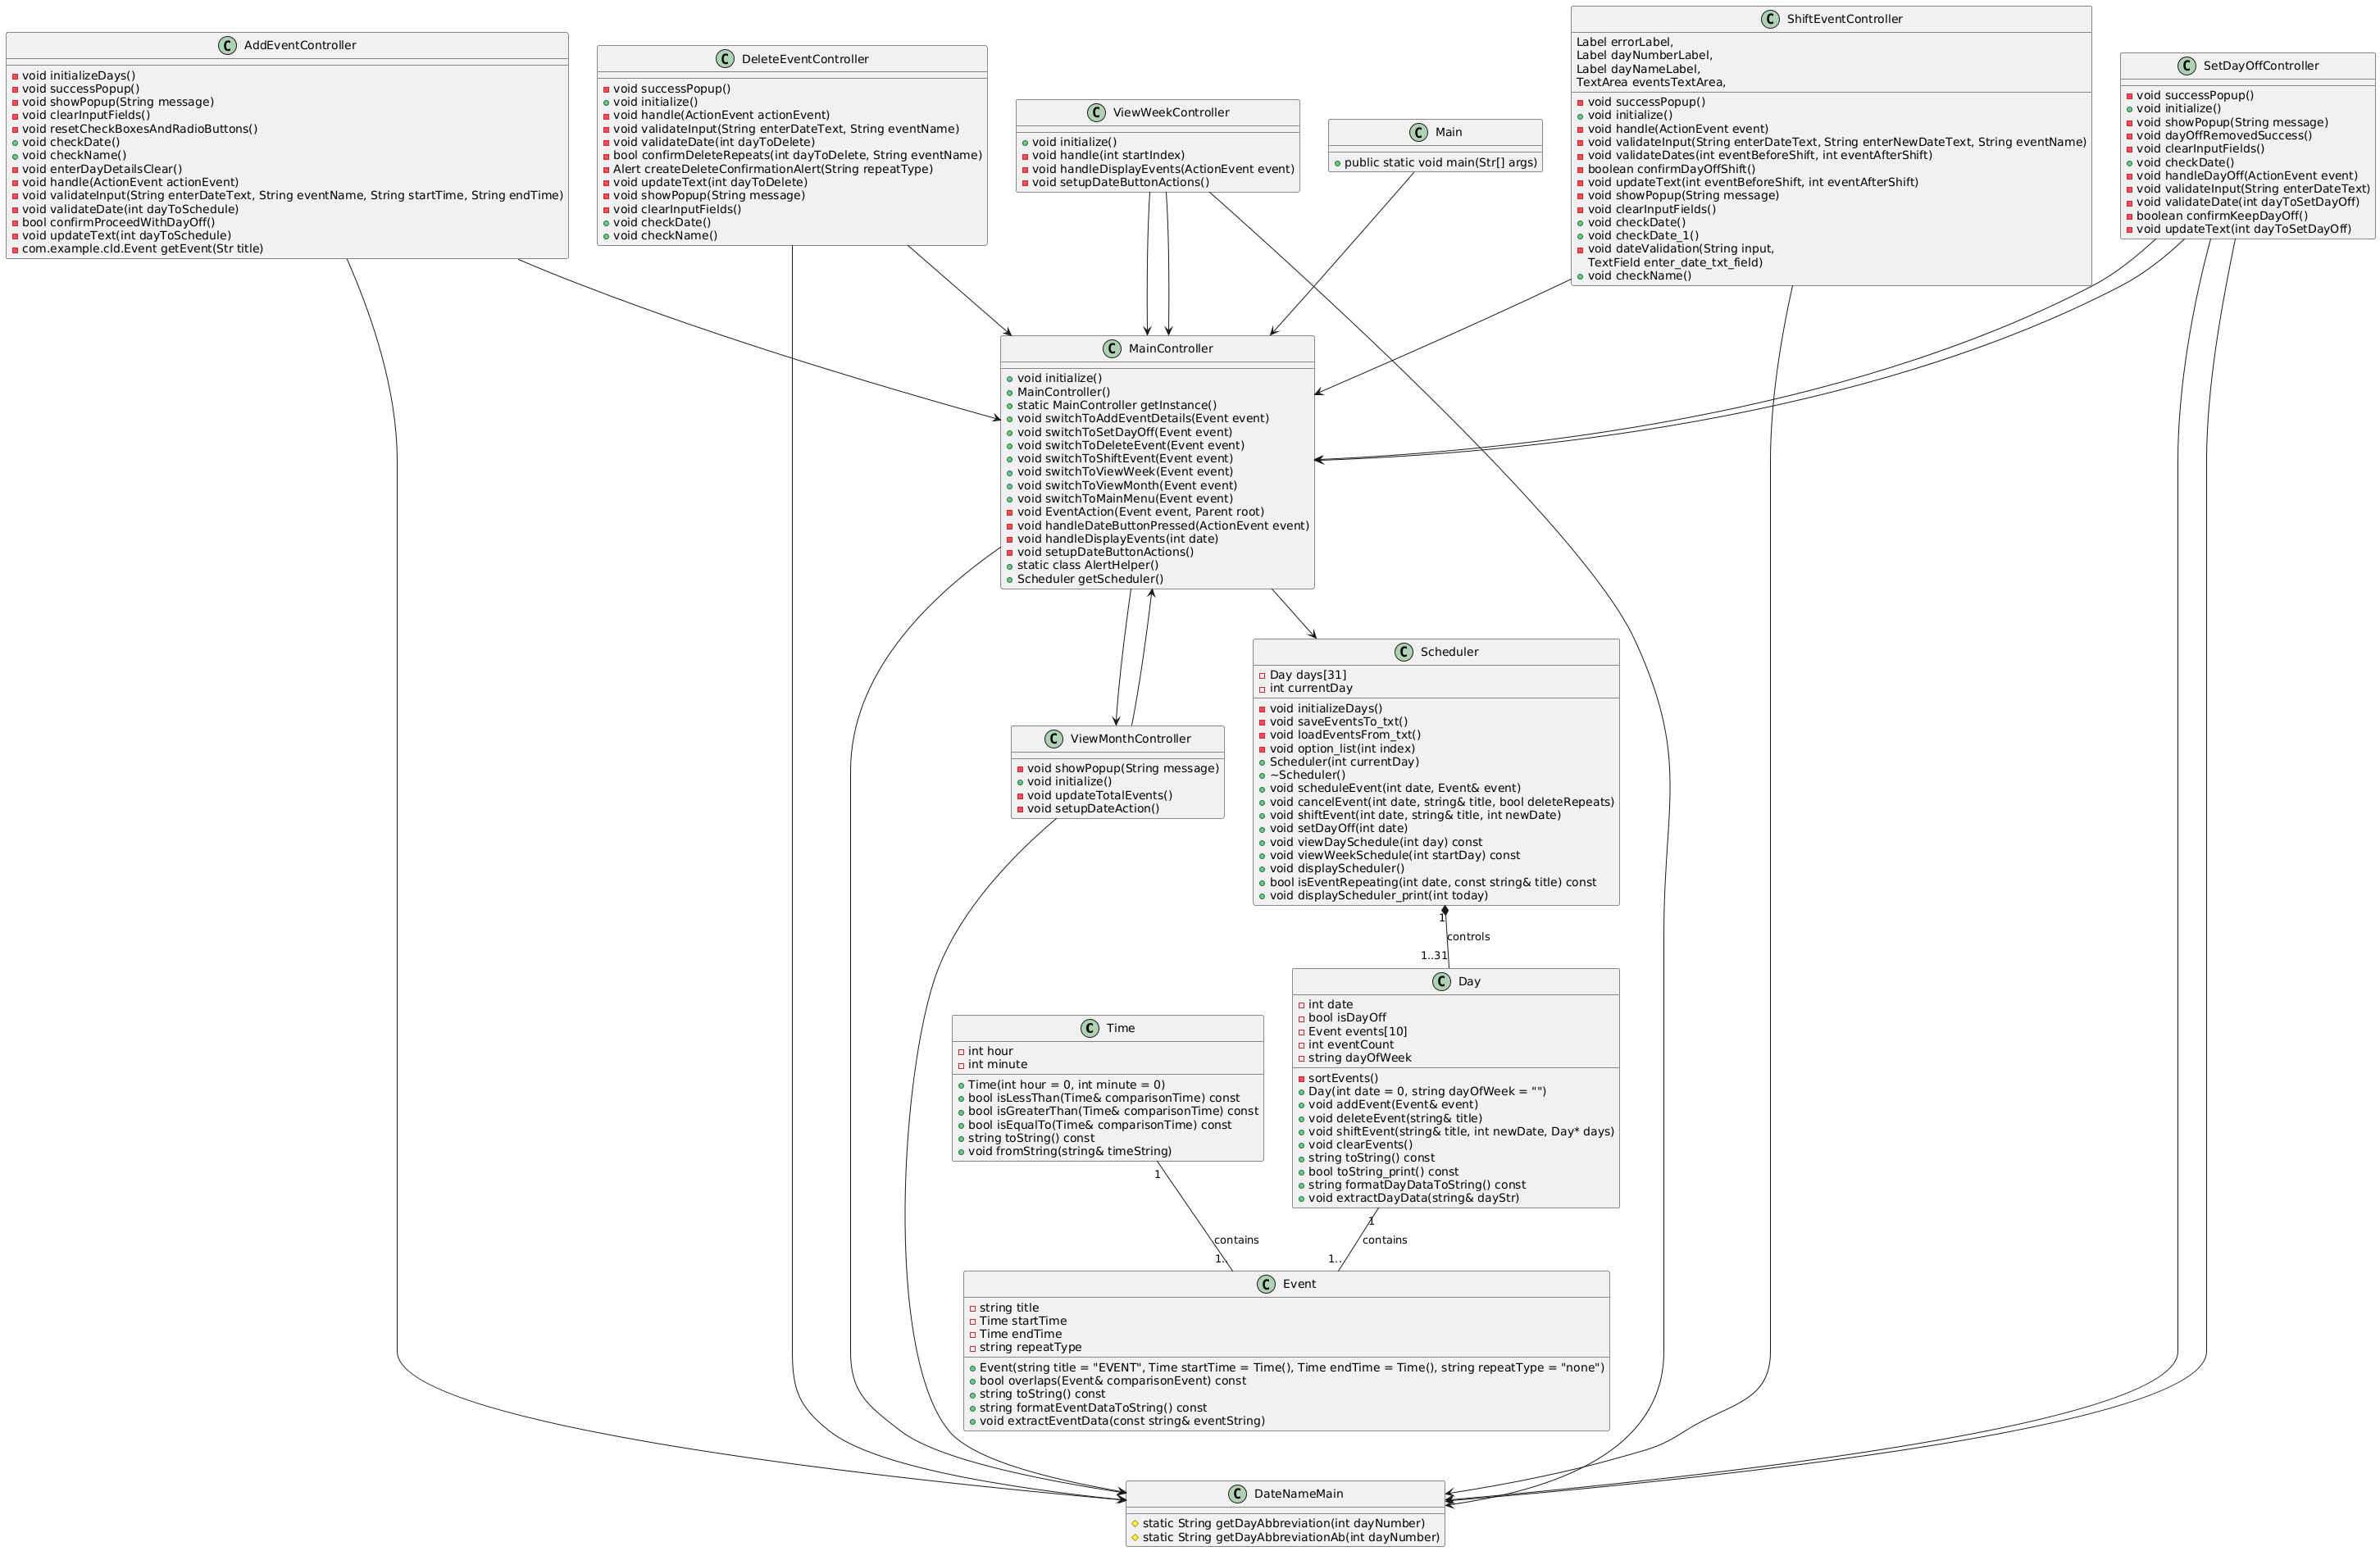 AddEventController
void initializeDays()
void successPopup()
void showPopup(String message)
void clearInputFields()
void resetCheckBoxesAndRadioButtons()
void checkDate()
void checkName()
void enterDayDetailsClear()
void handle(ActionEvent actionEvent)
void validateInput(String enterDateText, String eventName, String startTime, String endTime)
void validateDate(int dayToSchedule)
bool confirmProceedWithDayOff()
void updateText(int dayToSchedule)
com.example.cld.Event getEvent(Str title)
DeleteEventController
void successPopup()
void initialize()
void handle(ActionEvent actionEvent)
void validateInput(String enterDateText, String eventName)
void validateDate(int dayToDelete)
bool confirmDeleteRepeats(int dayToDelete, String eventName)
Alert createDeleteConfirmationAlert(String repeatType)
void updateText(int dayToDelete)
void showPopup(String message)
void clearInputFields()
void checkDate()
void checkName()
ViewWeekController
void initialize()
void handle(int startIndex)
void handleDisplayEvents(ActionEvent event)
void setupDateButtonActions()
Main
public static void main(Str[] args)
ShiftEventController
Label errorLabel,
Label dayNumberLabel,
Label dayNameLabel,
TextArea eventsTextArea,
void successPopup()
void initialize()
void handle(ActionEvent event)
void validateInput(String enterDateText, String enterNewDateText, String eventName)
void validateDates(int eventBeforeShift, int eventAfterShift)
boolean confirmDayOffShift()
void updateText(int eventBeforeShift, int eventAfterShift)
void showPopup(String message)
void clearInputFields()
void checkDate()
void checkDate_1()
void dateValidation(String input,
TextField enter_date_txt_field)
void checkName()
SetDayOffController
void successPopup()
void initialize()
void showPopup(String message)
void dayOffRemovedSuccess()
void clearInputFields()
void checkDate()
void handleDayOff(ActionEvent event)
void validateInput(String enterDateText)
void validateDate(int dayToSetDayOff)
boolean confirmKeepDayOff()
void updateText(int dayToSetDayOff)
MainController
void initialize()
MainController()
static MainController getInstance()
void switchToAddEventDetails(Event event)
void switchToSetDayOff(Event event)
void switchToDeleteEvent(Event event)
void switchToShiftEvent(Event event)
void switchToViewWeek(Event event)
void switchToViewMonth(Event event)
void switchToMainMenu(Event event)
void EventAction(Event event, Parent root)
void handleDateButtonPressed(ActionEvent event)
void handleDisplayEvents(int date)
void setupDateButtonActions()
static class AlertHelper()
Scheduler getScheduler()
ViewMonthController
void showPopup(String message)
void initialize()
void updateTotalEvents()
void setupDateAction()
Scheduler
Day days[31]
int currentDay
void initializeDays()
void saveEventsTo_txt()
void loadEventsFrom_txt()
void option_list(int index)
Scheduler(int currentDay)
~Scheduler()
void scheduleEvent(int date, Event& event)
void cancelEvent(int date, string& title, bool deleteRepeats)
void shiftEvent(int date, string& title, int newDate)
void setDayOff(int date)
void viewDaySchedule(int day) const
void viewWeekSchedule(int startDay) const
void displayScheduler()
bool isEventRepeating(int date, const string& title) const
void displayScheduler_print(int today)
1
controls
1..31
Time
int hour
int minute
Time(int hour = 0, int minute = 0)
bool isLessThan(Time& comparisonTime) const
bool isGreaterThan(Time& comparisonTime) const
bool isEqualTo(Time& comparisonTime) const
string toString() const
void fromString(string& timeString)
Day
int date
bool isDayOff
Event events[10]
int eventCount
string dayOfWeek
sortEvents()
Day(int date = 0, string dayOfWeek = "")
void addEvent(Event& event)
void deleteEvent(string& title)
void shiftEvent(string& title, int newDate, Day* days)
void clearEvents()
string toString() const
bool toString_print() const
string formatDayDataToString() const
void extractDayData(string& dayStr)
1
contains
1..
1
contains
1..
Event
string title
Time startTime
Time endTime
string repeatType
Event(string title = "EVENT", Time startTime = Time(), Time endTime = Time(), string repeatType = "none")
bool overlaps(Event& comparisonEvent) const
string toString() const
string formatEventDataToString() const
void extractEventData(const string& eventString)
DateNameMain
static String getDayAbbreviation(int dayNumber)
static String getDayAbbreviationAb(int dayNumber)